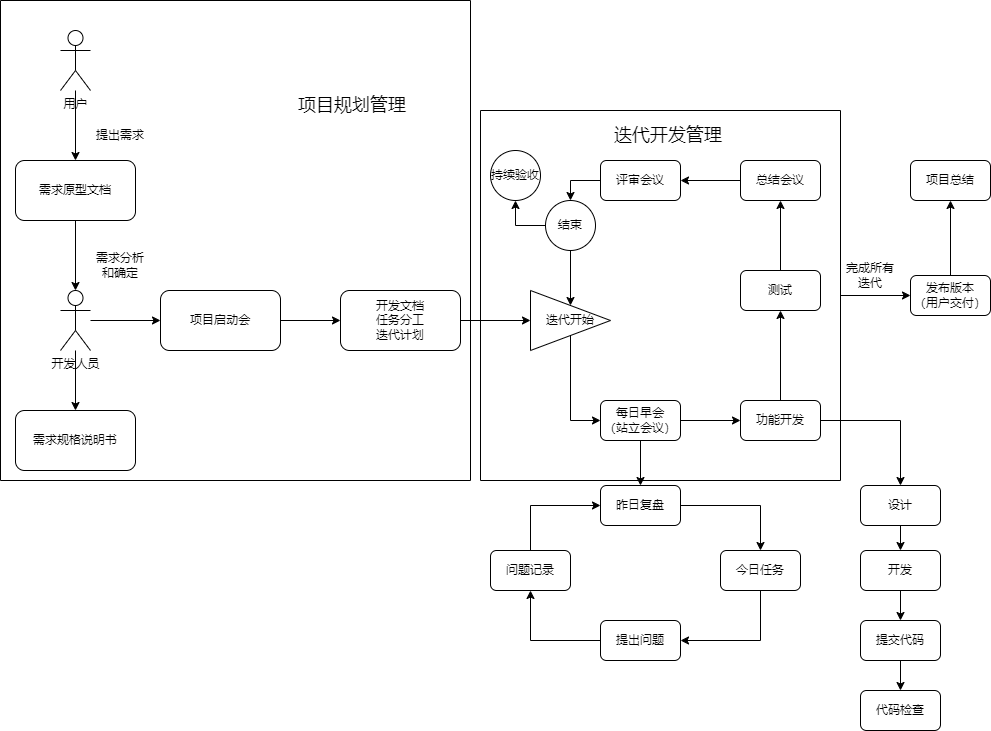 用户
提出需求
需求原型文档
需求分析
和确定
开发人员
需求规格说明书
项目规划管理
项目启动会
开发文档
任务分工
迭代计划
迭代开发管理
持续验收
评审会议
总结会议
结束
迭代开始
测试
每日早会
（站立会议）
功能开发
完成所有
迭代
项目总结
发布版本
（用户交付）
昨日复盘
问题记录
今日任务
提出问题
设计
开发
提交代码
代码检查